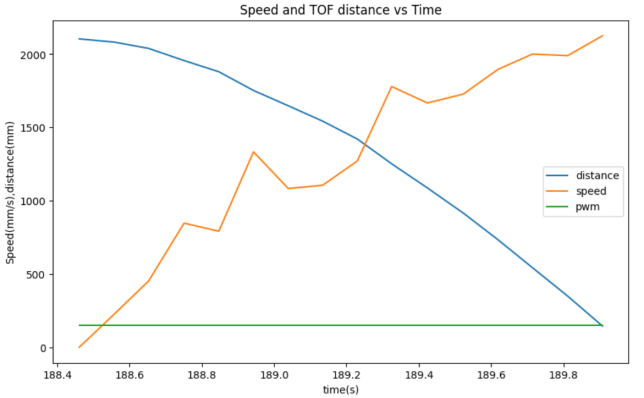 Speed and TOF distance vs Time
Speed(mm/s),distance(mm)
2000
1500
1000
500
0
distance
speed
pwm
188.4 188.6 188.8 189.0 189.2 189.4 189.6 189.8
time(s)